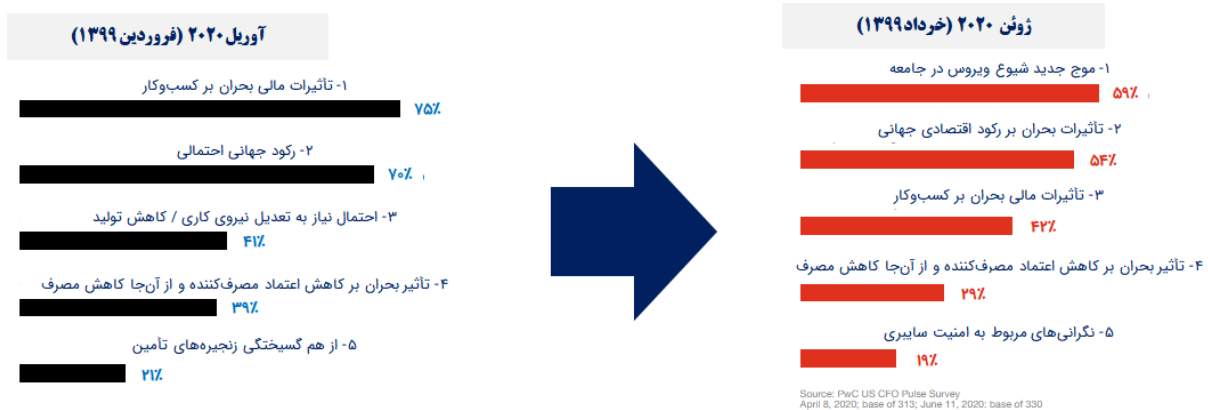 آوریل ۲۰۲۰ (فروردین ۱۳۹۹)
۱- تأثیرات مالی بحران بر کسب‌وکار
۷۵٪
۲- رکود جهانی احتمالی
۷۰٪
۳- احتمال نیاز به تعدیل نیروی کاری / کاهش تولید
۴۱٪
۴- تأثیر بحران بر کاهش اعتماد مصرف‌کننده و از آن‌جا کاهش مصرف
۳۹٪
۵- از هم گسیختگی زنجیره‌های تأمین
۲۱٪
ژوئن ۲۰۲۰ (خرداد ۱۳۹۹)
۱- موج جدید شیوع ویروس در جامعه
۵۹٪
۲- تأثیرات بحران بر رکود اقتصادی جهانی
۵۴٪
۳- تأثیرات مالی بحران بر کسب‌وکار
۴۲٪
۴- تأثیر بحران بر کاهش اعتماد مصرف‌کننده و از آن‌جا کاهش مصرف
۲۹٪
۵- نگرانی‌های مربوط به امنیت سایبری
۱۹٪
Source: PwC US CFO Pulse Survey
April 8, 2020; base of 313; June 11, 2020: base of 330